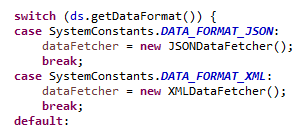 switch (ds.getDataFormat()) {
case SystemConstants.DATA_FORMAT_JSON:
    dataFetcher = new JSONDataFetcher();
    break;
case SystemConstants.DATA_FORMAT_XML:
    dataFetcher = new XMLDataFetcher();
    break;
default: